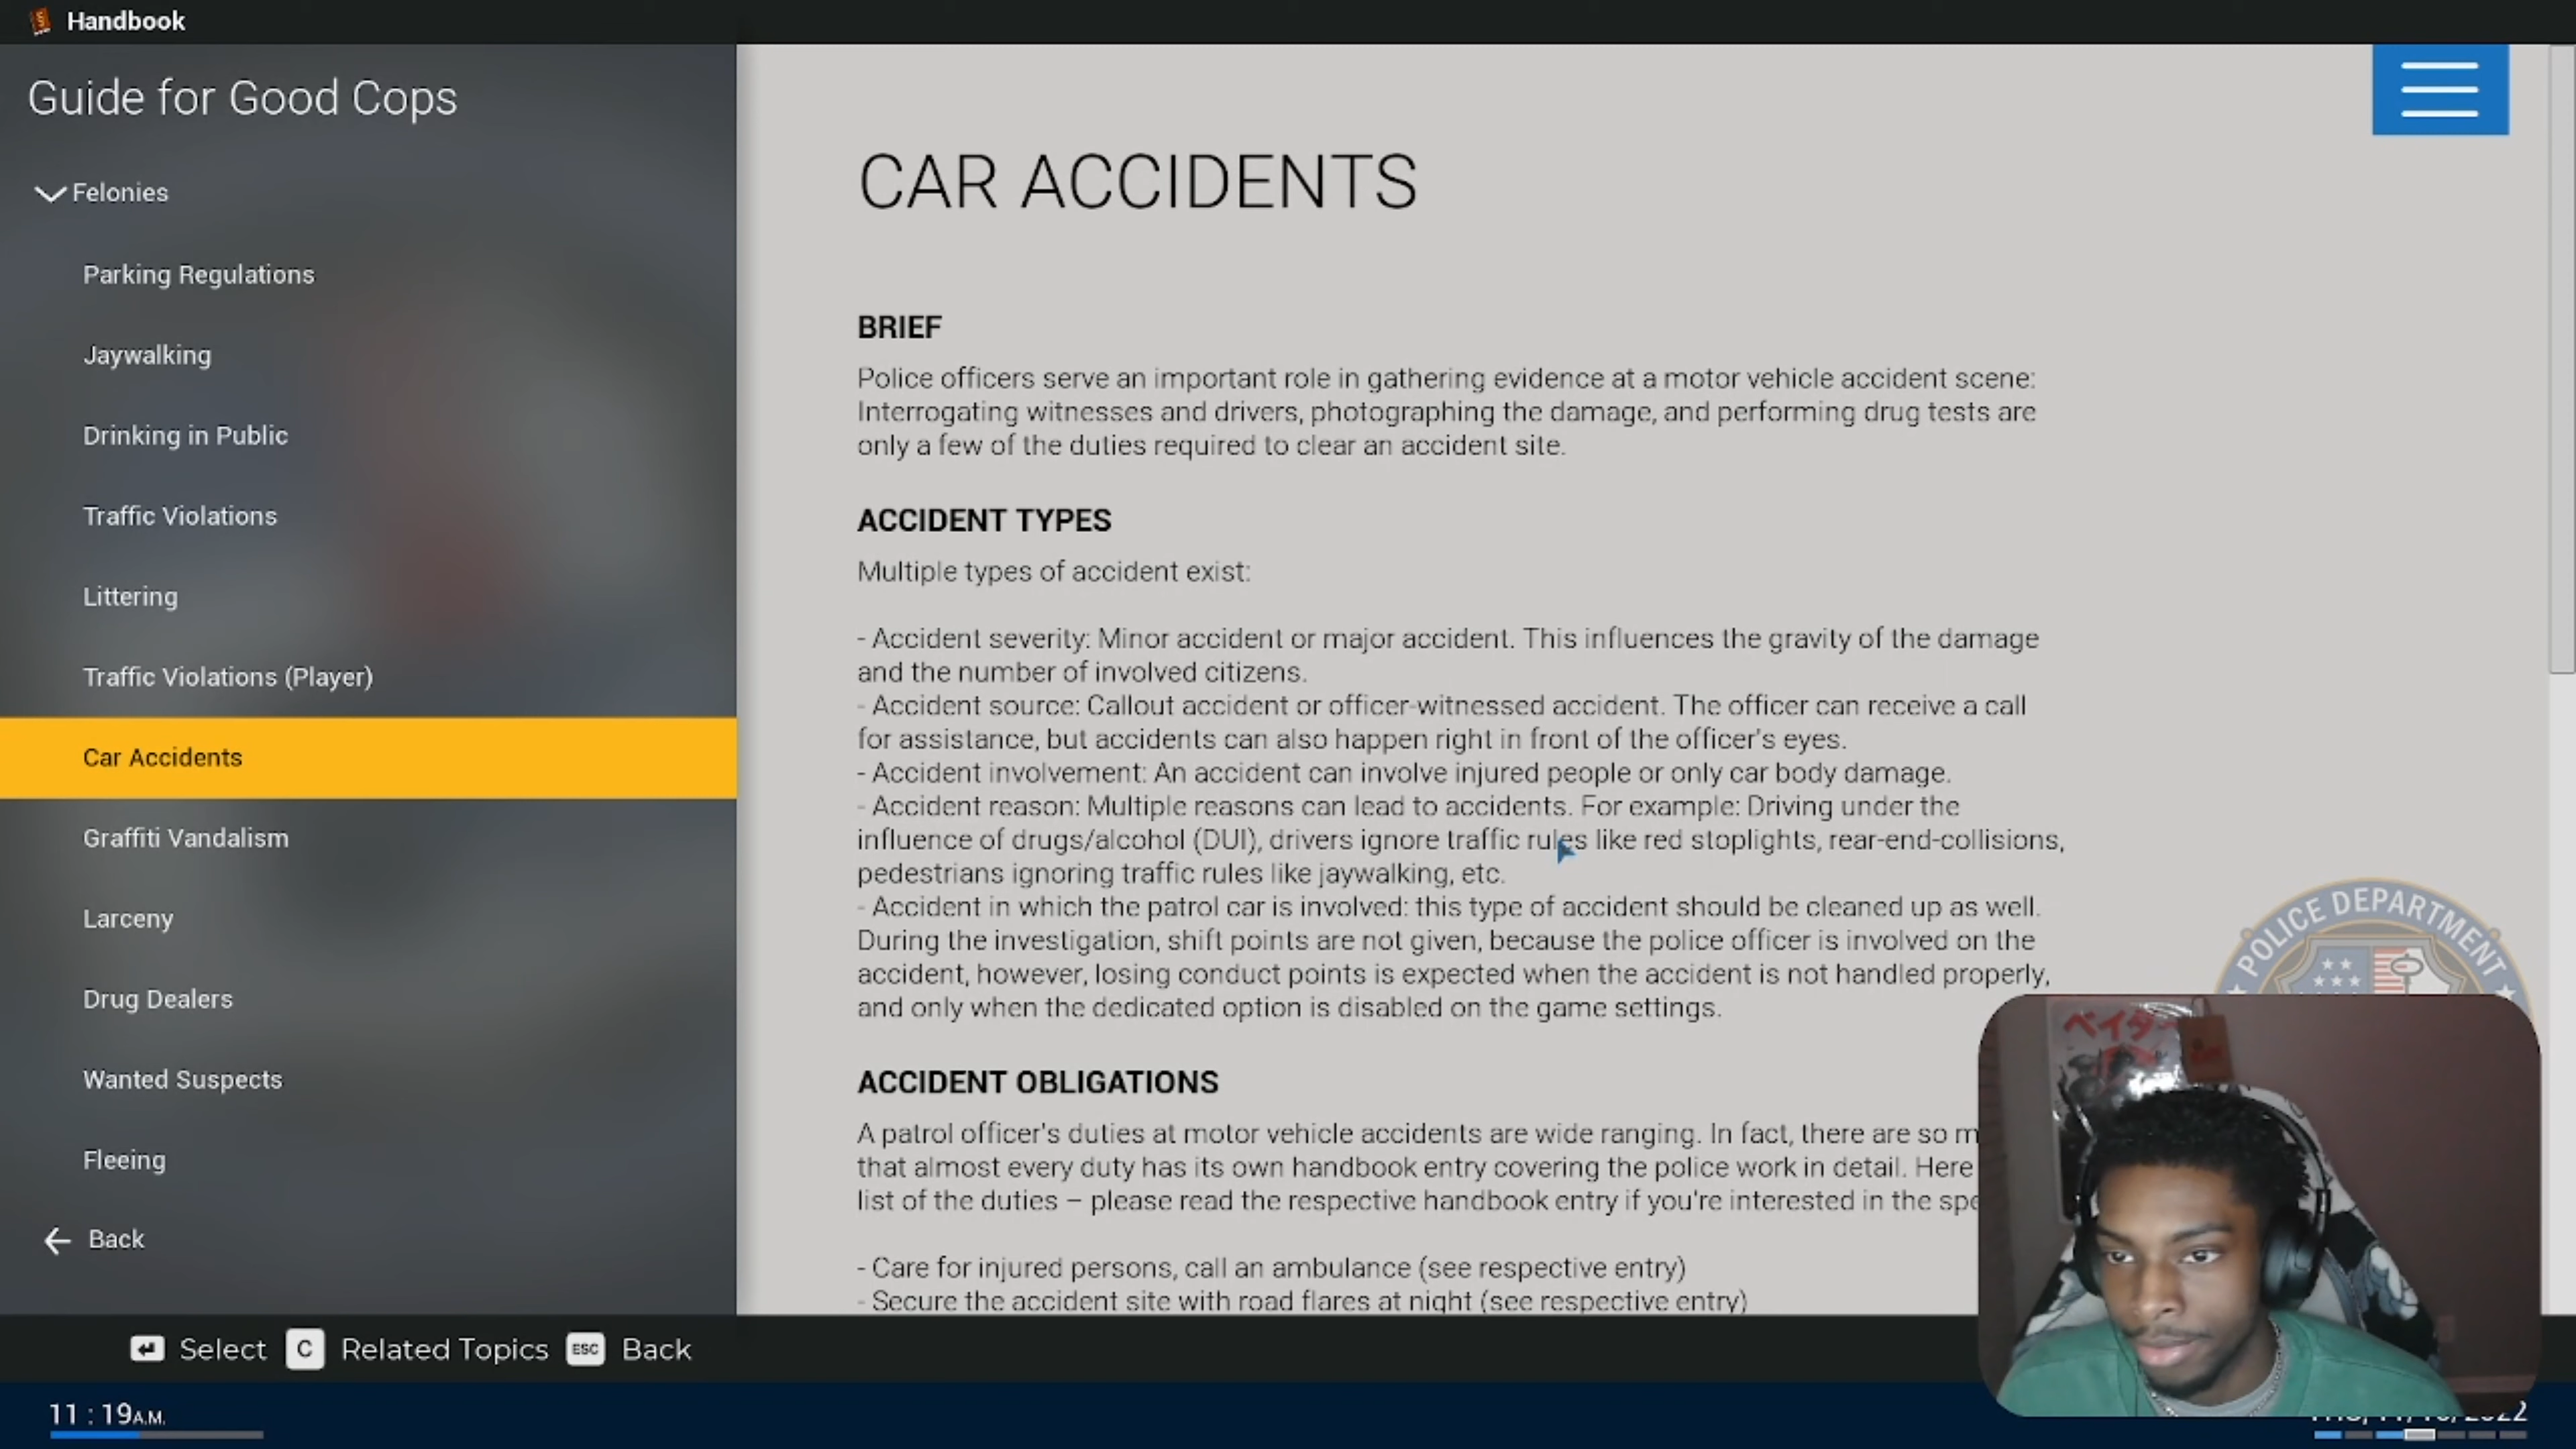 Handbook
Guide for Good Cops
Felonies
Parking Regulations
Jaywalking
Drinking in Public
Traffic Violations
Littering
Traffic Violations (Player)
Car Accidents
Graffiti Vandalism
Larceny
Drug Dealers
Wanted Suspects
Fleeing
Back
CAR ACCIDENTS
BRIEF
Police officers serve an important role in gathering evidence at a motor vehicle accident scene:
Interrogating witnesses and drivers, photographing the damage, and performing drug tests are
only a few of the duties required to clear an accident site.
ACCIDENT TYPES
Multiple types of accident exist:
- Accident severity: Minor accident or major accident. This influences the gravity of the damage
and the number of involved citizens.
- Accident source: Callout accident or officer-witnessed accident. The officer can receive a call
for assistance, but accidents can also happen right in front of the officer's eyes.
- Accident involvement: An accident can involve injured people or only car body damage.
- Accident reason: Multiple reasons can lead to accidents. For example: Driving under the
influence of drugs/alcohol (DUI), drivers ignore traffic rules like red stoplights, rear-end-collisions,
pedestrians ignoring traffic rules like jaywalking, etc.
- Accident in which the patrol car is involved: this type of accident should be cleaned up as well.
During the investigation, shift points are not given, because the police officer is involved on the
accident, however, losing conduct points is expected when the accident is not handled properly,
and only when the dedicated option is disabled on the game settings.
ACCIDENT OBLIGATIONS
A patrol officer's duties at motor vehicle accidents are wide ranging. In fact, there are so
that almost every duty has its own handbook entry covering the police work in detail. Here
list of the duties – please read the respective handbook entry if you're interested in the
- Care for injured persons, call an ambulance (see respective entry)
- Secure the accident site with road flares at night (see respective entry)
POLICE DEPARTMENT
ベイダー
Select C Related Topics ESC Back
11 : 19 A.M.